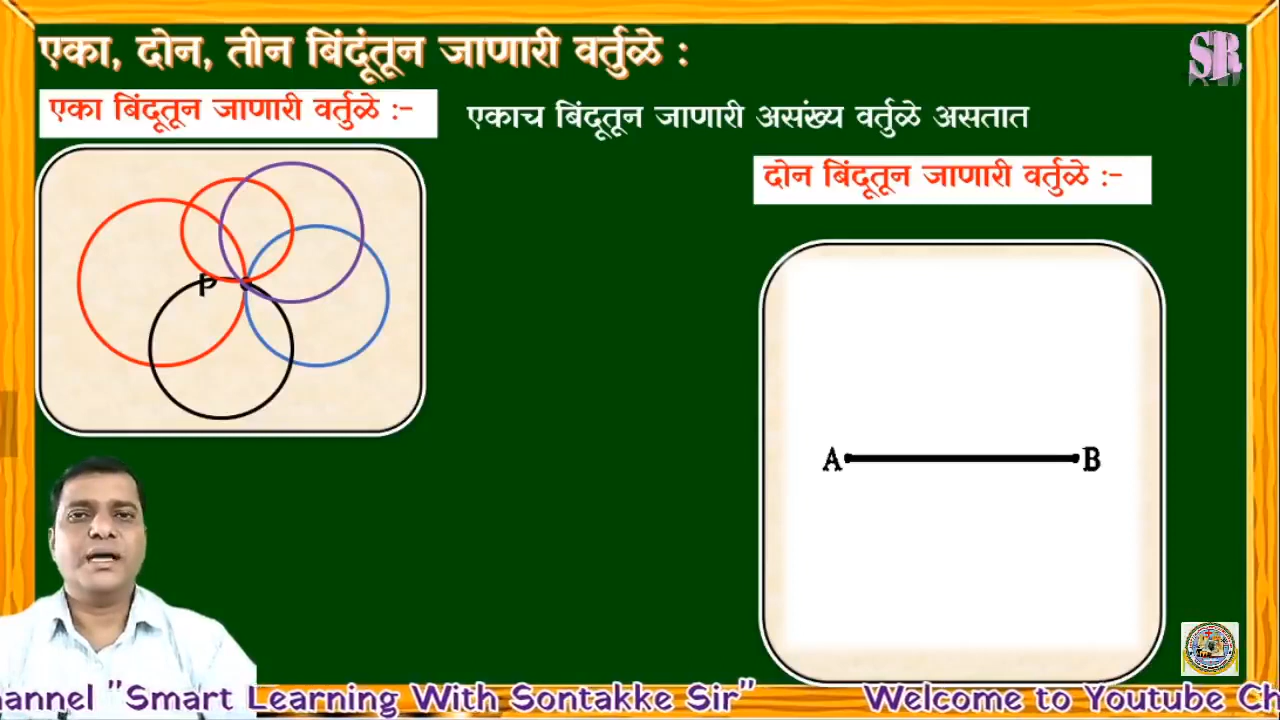 एका, दोन, तीन बिंदूंतून जाणारी वर्तुळे :
SR
एका बिंदूतून जाणारी वर्तुळे :-
एकाच बिंदूतून जाणारी असंख्य वर्तुळे असतात
दोन बिंदूतून जाणारी वर्तुळे :-
P
A B
annel "Smart Learning With Sontakke Sir" Welcome to Youtube Ch